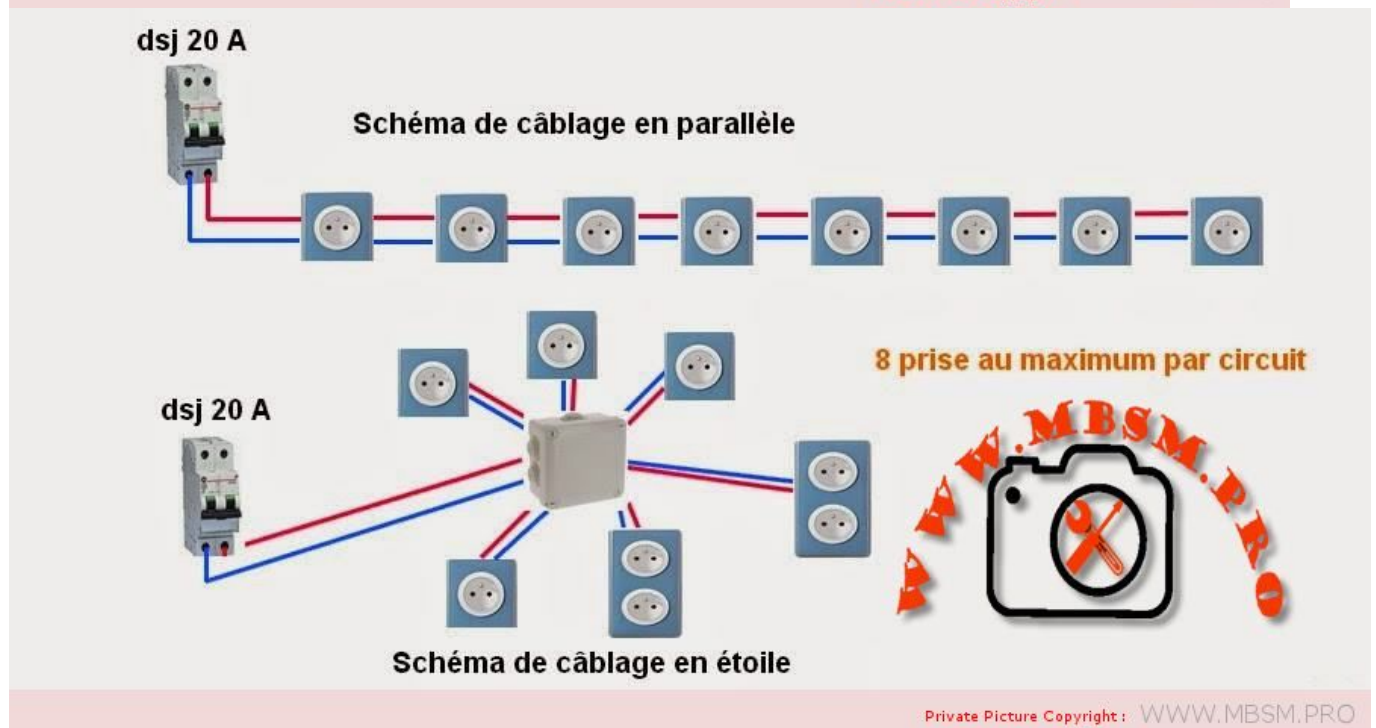 dsj 20 A
Schéma de câblage en parallèle
8 prise au maximum par circuit
dsj 20 A
WWW.MBSM.PRO
Schéma de câblage en étoile
Private Picture Copyright : WWW.MBSM.PRO